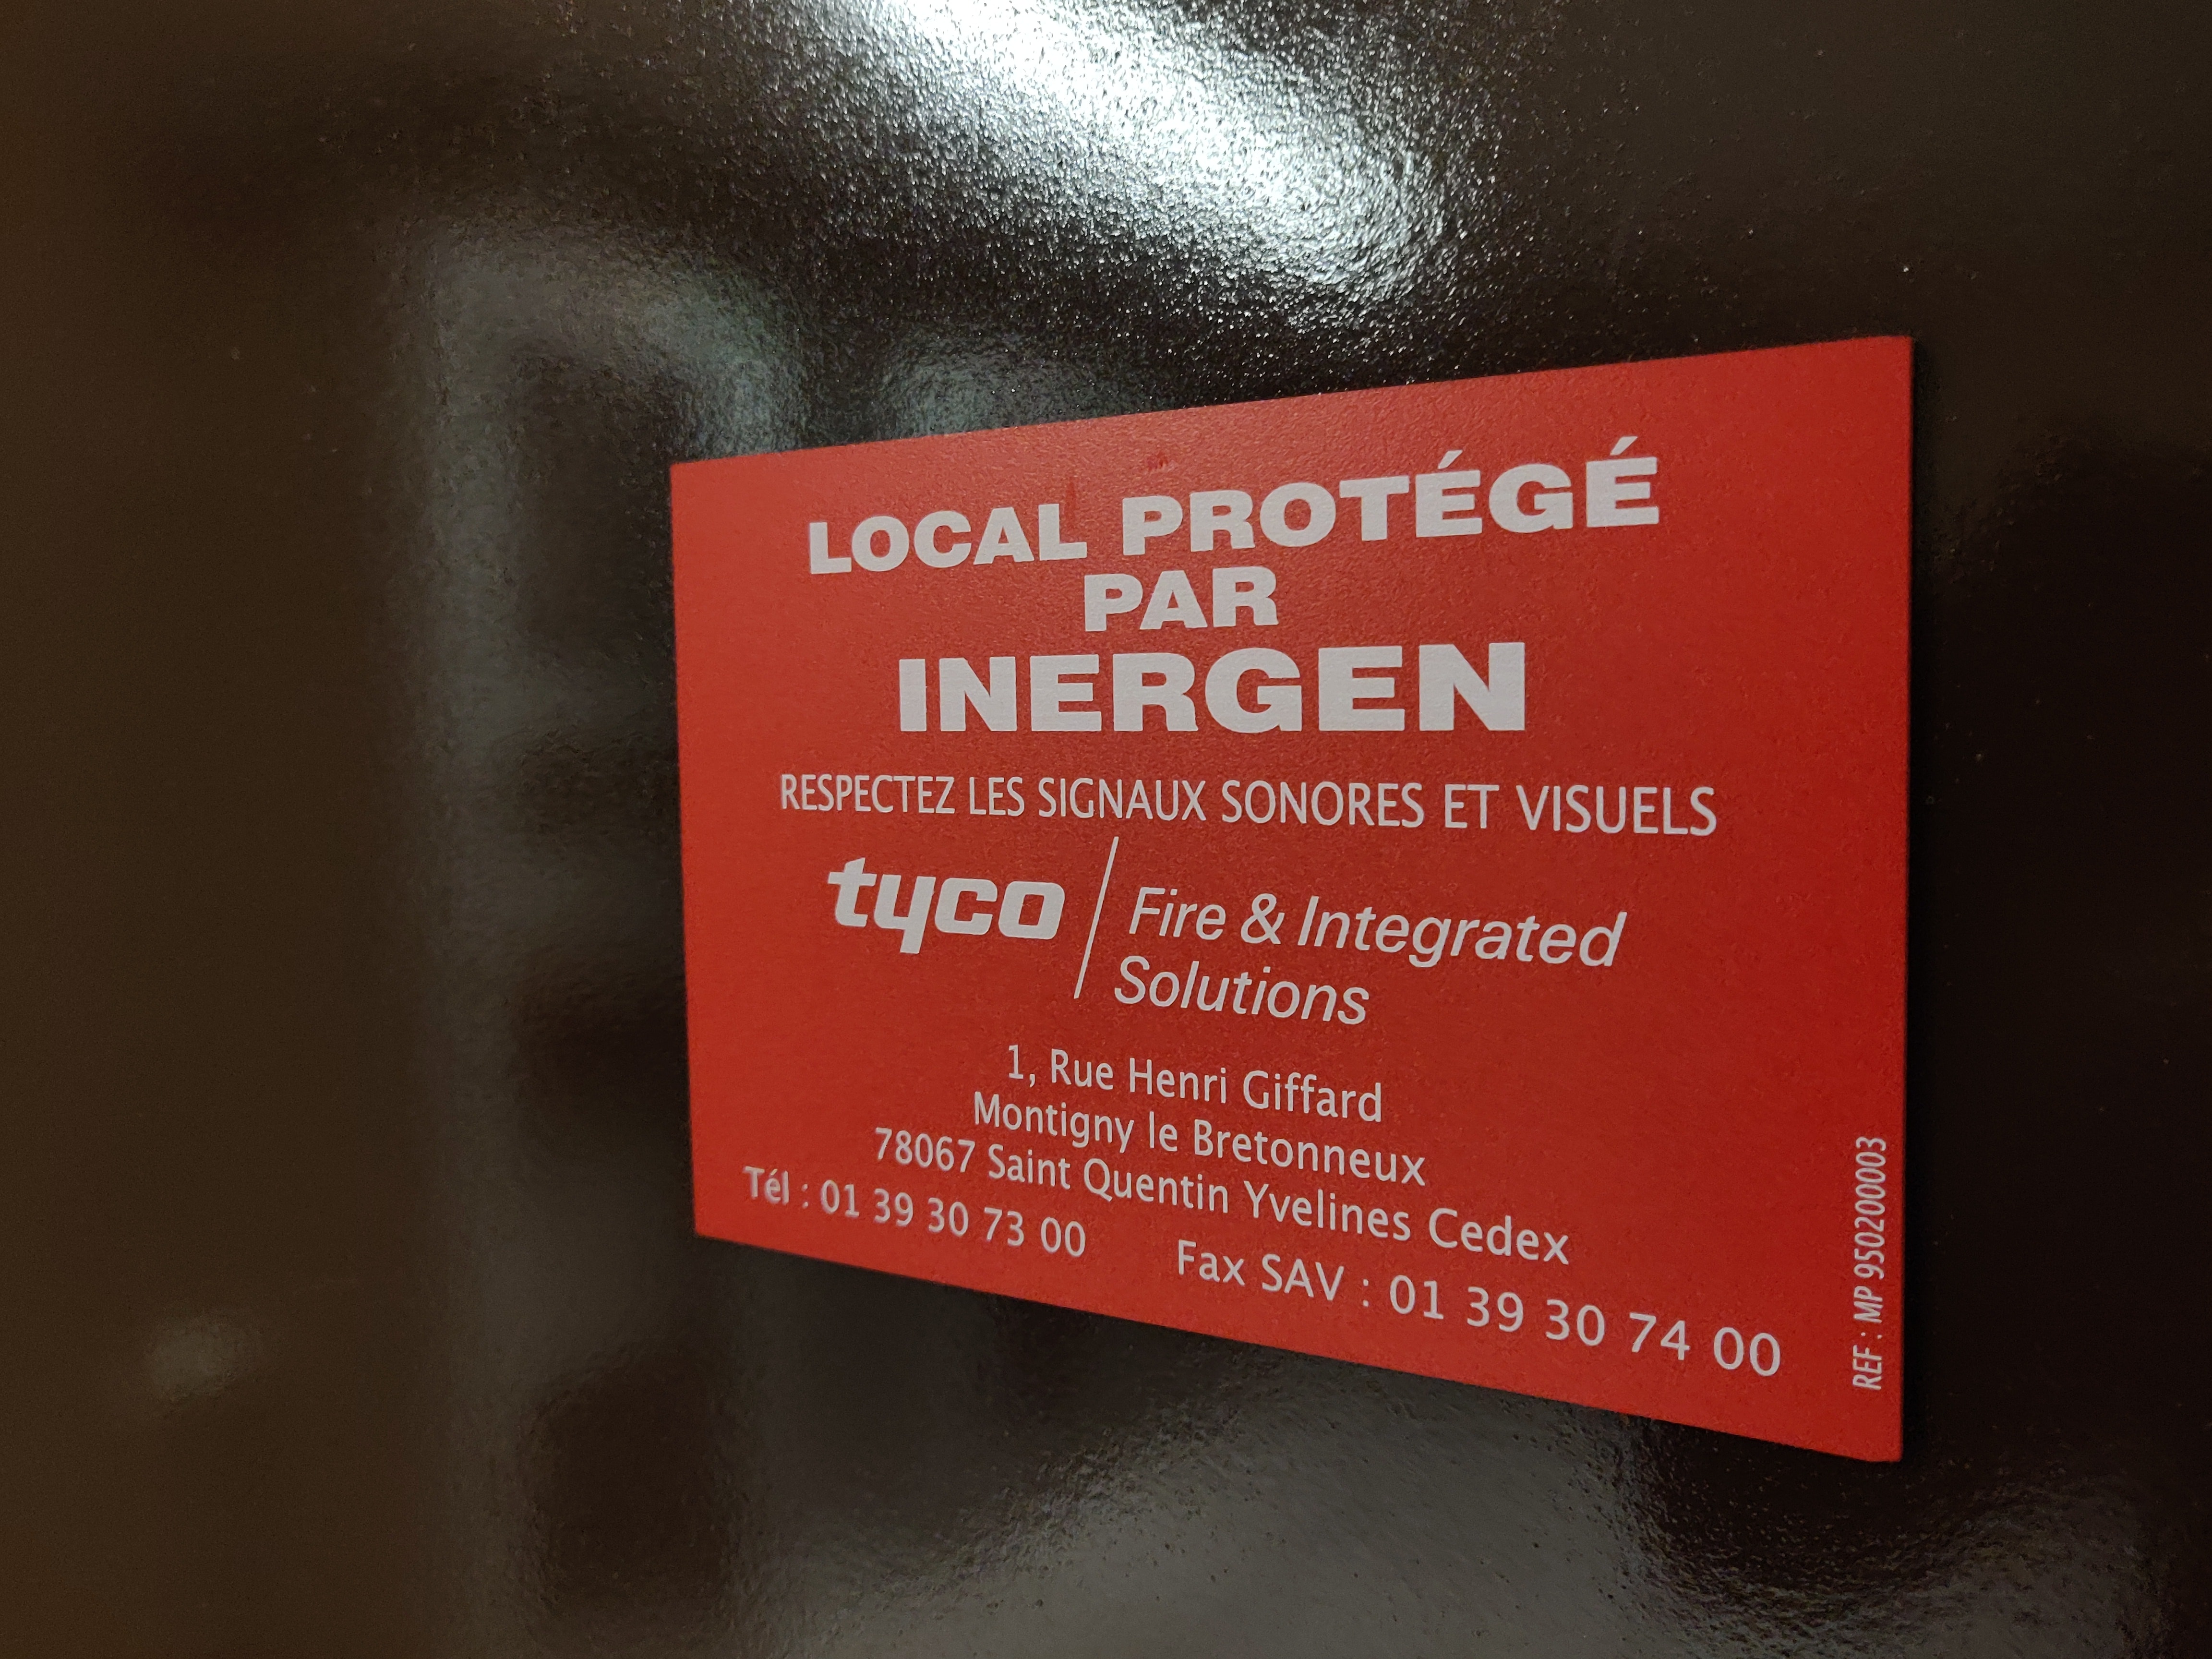 LOCAL PROTÉGÉ
PAR
INERGEN
RESPECTEZ LES SIGNAUX SONORES ET VISUELS
tyco
Fire & Integrated
Solutions
1, Rue Henri Giffard
Montigny le Bretonneux
78067 Saint Quentin Yvelines Cedex
Tél : 01 39 30 73 00 Fax SAV : 01 39 30 74 00
REF : MP 950200003